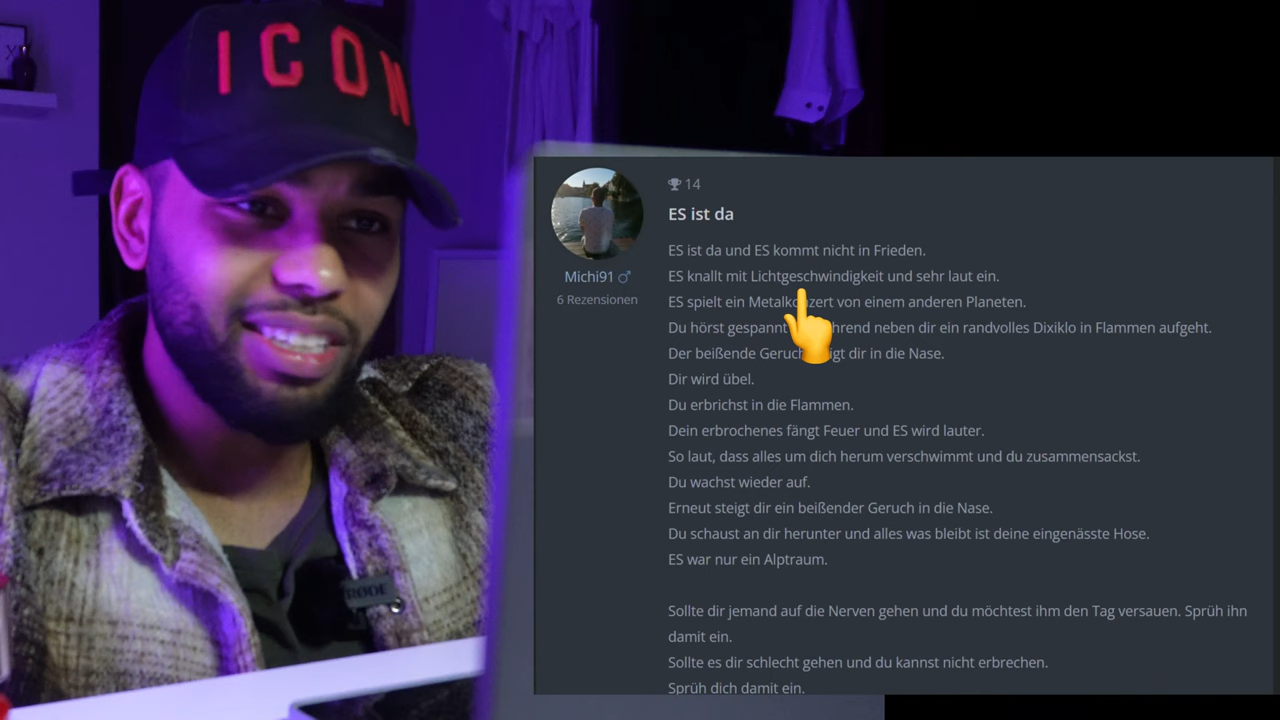 ICON
RØDE
14
ES ist da
Michi91
6 Rezensionen
ES ist da und ES kommt nicht in Frieden.
ES knallt mit Lichtgeschwindigkeit und sehr laut ein.
ES spielt ein Metalkonzert von einem anderen Planeten.
Du hörst gespannt neben dir ein randvolles Dixiklo in Flammen aufgeht.
Der beißende Geruch dir in die Nase.
Dir wird übel.
Du erbrichst in die Flammen.
Dein erbrochenes fängt Feuer und ES wird lauter.
So laut, dass alles um dich herum verschwimmt und du zusammensackst.
Du wachst wieder auf.
Erneut steigt dir ein beißender Geruch in die Nase.
Du schaust an dir herunter und alles was bleibt ist deine eingenässte Hose.
ES war nur ein Alptraum.
Sollte dir jemand auf die Nerven gehen und du möchtest ihm den Tag versauen. Sprüh ihn
damit ein.
Sollte es dir schlecht gehen und du kannst nicht erbrechen.
Sprüh dich damit ein.